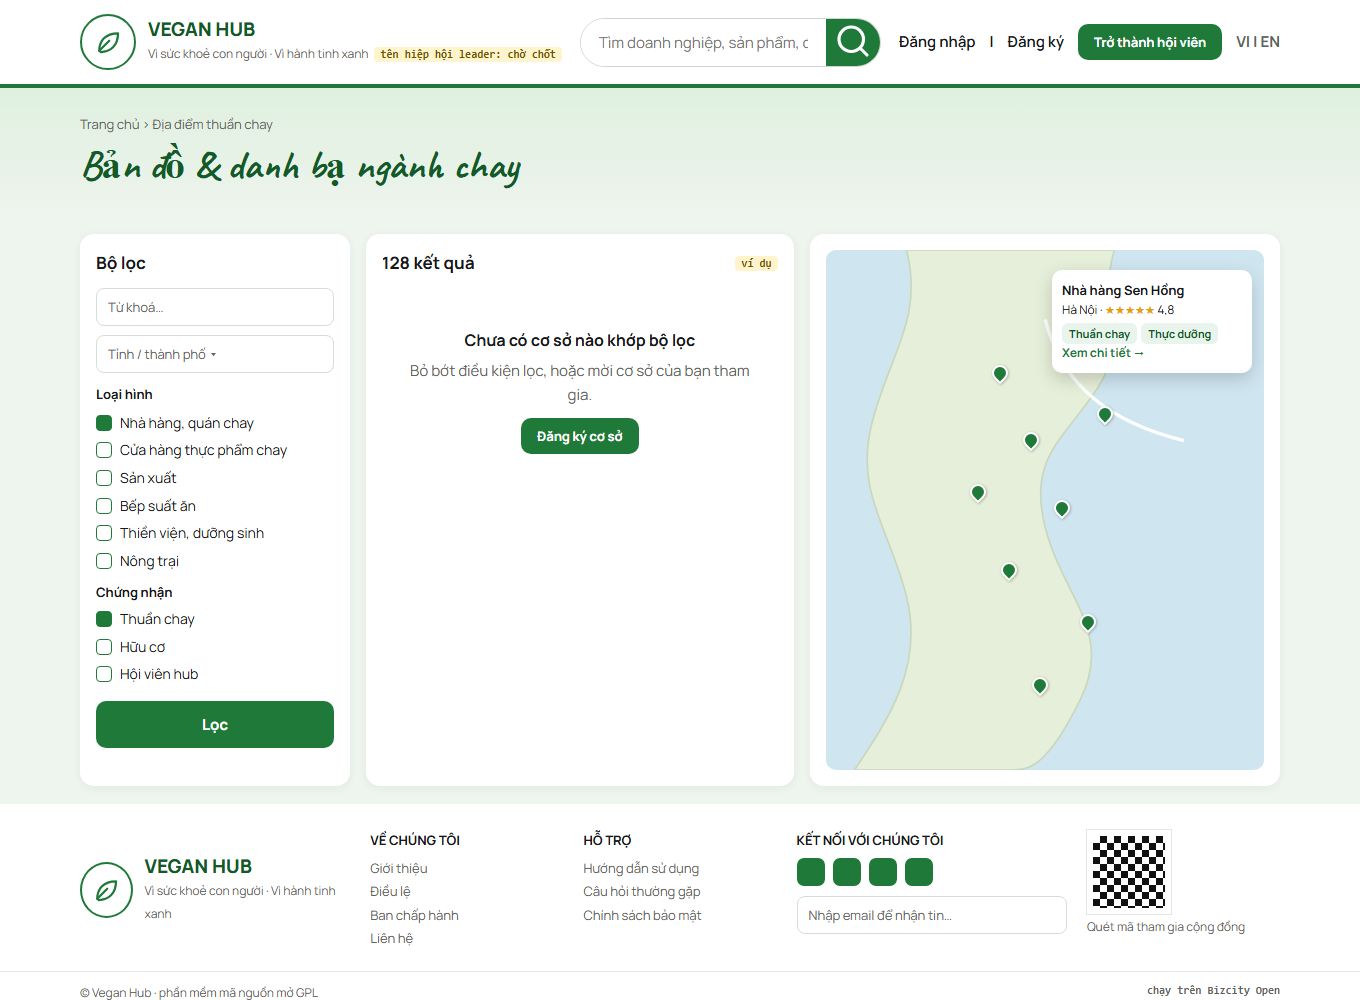 VEGAN HUB
Vì sức khoẻ con người · Vì hành tinh xanh tên hiệp hội leader: chờ chốt
Tìm doanh nghiệp, sản phẩm, c
Đăng nhập | Đăng ký
Trở thành hội viên
VI | EN
Trang chủ › Địa điểm thuần chay
Bản đồ & danh bạ ngành chay
Bộ lọc
Từ khoá...
Tỉnh / thành phố ▾
Loại hình
Nhà hàng, quán chay
Cửa hàng thực phẩm chay
Sản xuất
Bếp suất ăn
Thiền viện, dưỡng sinh
Nông trại
Chứng nhận
Thuần chay
Hữu cơ
Hội viên hub
Lọc
128 kết quả
ví dụ
Chưa có cơ sở nào khớp bộ lọc
Bỏ bớt điều kiện lọc, hoặc mời cơ sở của bạn tham
gia.
Đăng ký cơ sở
Nhà hàng Sen Hồng
Hà Nội · ★★★★★ 4,8
Thuần chay Thực dưỡng
Xem chi tiết →
VEGAN HUB
Vì sức khoẻ con người · Vì hành tinh
xanh
VỀ CHÚNG TÔI
Giới thiệu
Điều lệ
Ban chấp hành
Liên hệ
HỖ TRỢ
Hướng dẫn sử dụng
Câu hỏi thường gặp
Chính sách bảo mật
KẾT NỐI VỚI CHÚNG TÔI
Nhập email để nhận tin...
Quét mã tham gia cộng đồng
© Vegan Hub · phần mềm mã nguồn mở GPL
chạy trên Bizcity Open